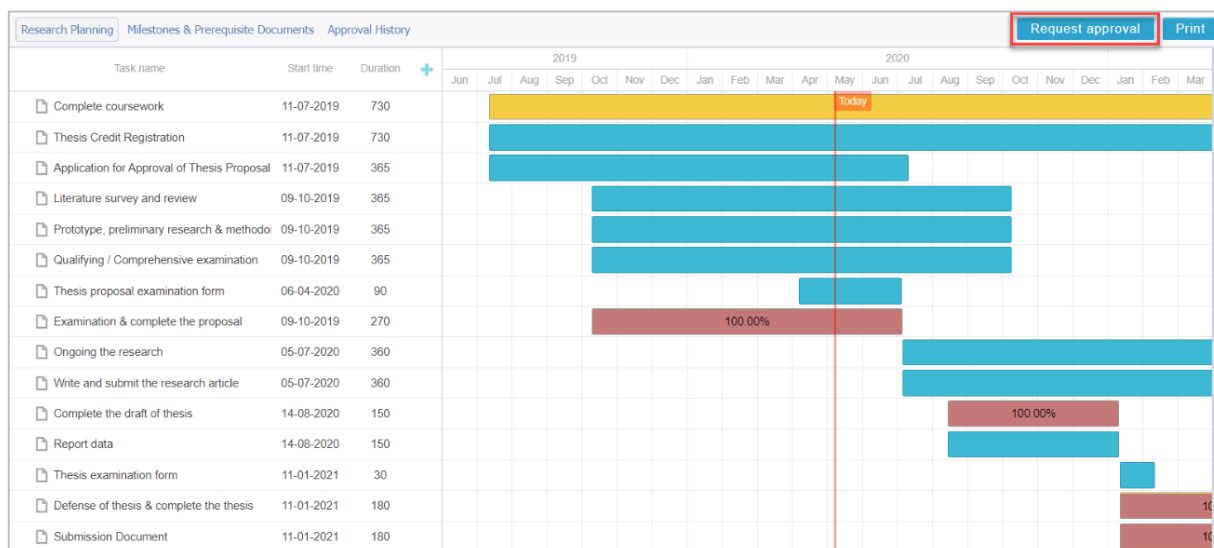 Research Planning Milestones & Prerequisite Documents Approval History Request approval Print
Task name Start time Duration 2019 2020
Jun Jul Aug Sep Oct Nov Dec Jan Feb Mar Apr May Jun Jul Aug Sep Oct Nov Dec Jan Feb Mar
Complete coursework 11-07-2019 730 Today
Thesis Credit Registration 11-07-2019 730
Application for Approval of Thesis Proposal 11-07-2019 365
Literature survey and review 09-10-2019 365
Prototype, preliminary research & methodol 09-10-2019 365
Qualifying / Comprehensive examination 09-10-2019 365
Thesis proposal examination form 06-04-2020 90
Examination & complete the proposal 09-10-2019 270 100.00%
Ongoing the research 05-07-2020 360
Write and submit the research article 05-07-2020 360
Complete the draft of thesis 14-08-2020 150 100.00%
Report data 14-08-2020 150
Thesis examination form 11-01-2021 30
Defense of thesis & complete the thesis 11-01-2021 180 10
Submission Document 11-01-2021 180 10